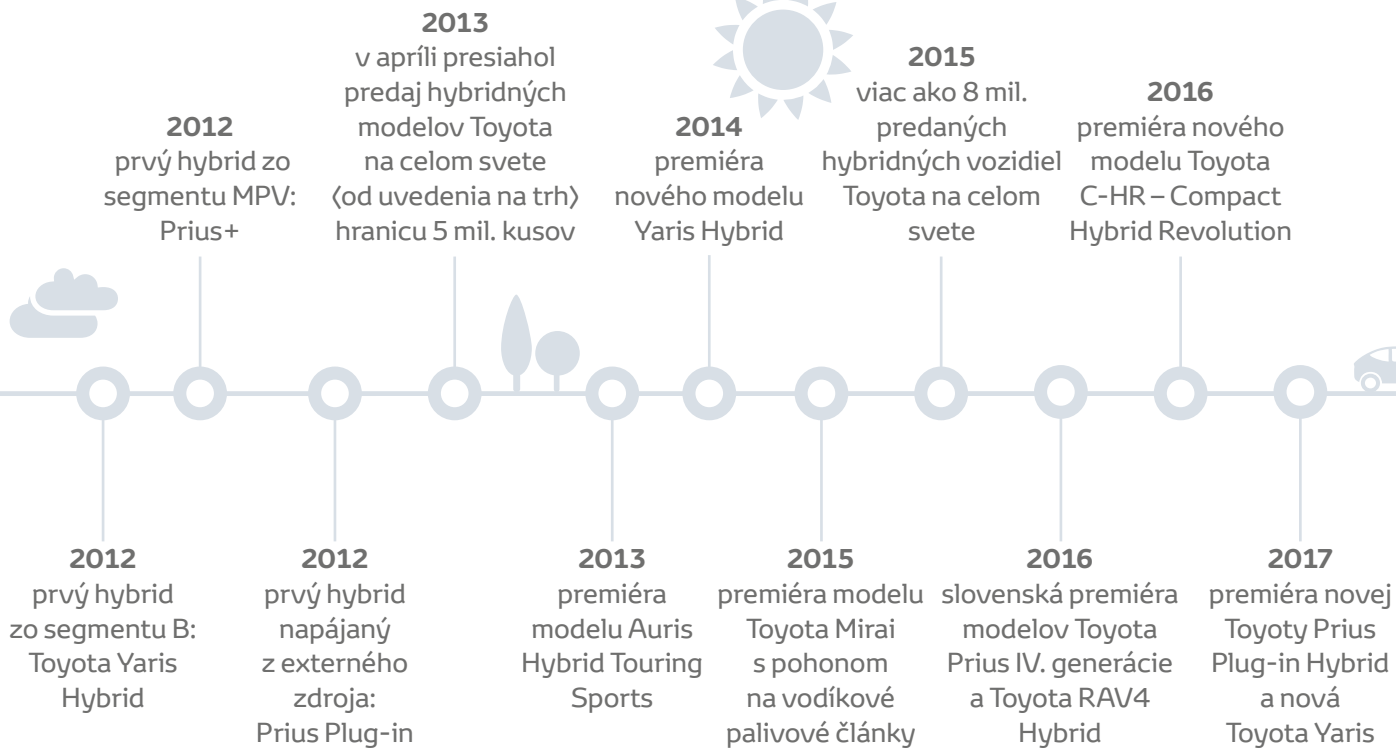 2012
prvý hybrid
zo segmentu B:
Toyota Yaris
Hybrid
2012
prvý hybrid zo
segmentu MPV:
Prius+
2012
prvý hybrid
napájaný
z externého
zdroja:
Prius Plug-in
2013
v apríli presiahol
predaj hybridných
modelov Toyota
na celom svete
⟨od uvedenia na trh⟩
hranicu 5 mil. kusov
2013
premiéra
modelu Auris
Hybrid Touring
Sports
2014
premiéra
nového modelu
Yaris Hybrid
2015
premiéra modelu
Toyota Mirai
s pohonom
na vodíkové
palivové články
2015
viac ako 8 mil.
predaných
hybridných vozidiel
Toyota na celom
svete
2016
slovenská premiéra
modelov Toyota
Prius IV. generácie
a Toyota RAV4
Hybrid
2016
premiéra nového
modelu Toyota
C-HR – Compact
Hybrid Revolution
2017
premiéra novej
Toyoty Prius
Plug-in Hybrid
a nová
Toyota Yaris